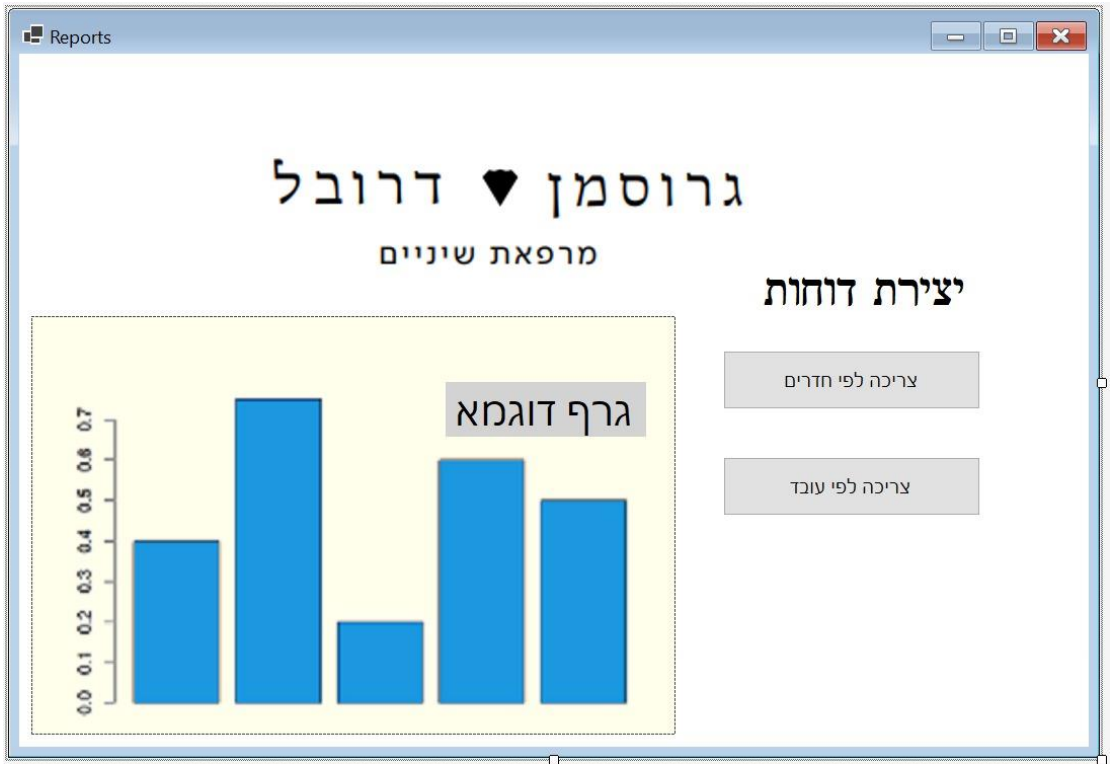 Reports
גרוסמן דרובל
מרפאת שיניים
יצירת דוחות
צריכה לפי חדרים
צריכה לפי עובד
גרף דוגמא
0.7
0.6
0.5
0.4
0.3
0.2
0.1
0.0